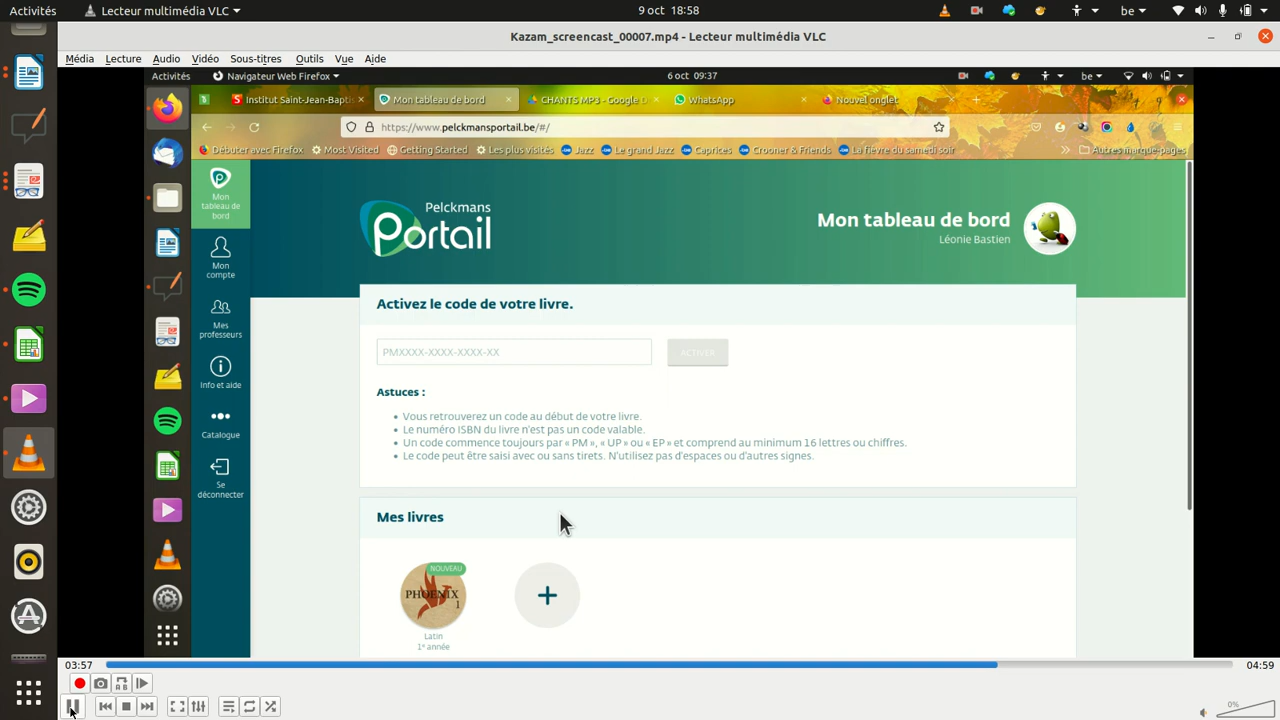 Activités
Lecteur multimédia VLC
9 oct 18:58
be
Kazam_screencast_00007.mp4 - Lecteur multimédia VLC
Média Lecture Audio Vidéo Sous-titres Outils Vue Aide
Activités
Navigateur Web Firefox
6 oct 09:37
be
Institut Saint-Jean-Baptis
Mon tableau de bord
CHANTS MP3 - Google D
WhatsApp
Nouvel onglet
https://www.pelckmansportail.be/#/
Débuter avec Firefox
Most Visited
Getting Started
Les plus visités
Jazz
Le grand Jazz
Caprices
Crooner & Friends
La fièvre du samedi soir
Autres marque-pages
Mon
tableau de
bord
Mon
compte
Mes
professeurs
Info et aide
Catalogue
Se
déconnecter
Pelckmans
Portail
Mon tableau de bord
Léonie Bastien
Activez le code de votre livre.
PMXXXX-XXXX-XXXX-XX
ACTIVER
Astuces :
• Vous retrouverez un code au début de votre livre.
• Le numéro ISBN du livre n'est pas un code valable.
• Un code commence toujours par « PM », « UP » ou « EP » et comprend au minimum 16 lettres ou chiffres.
• Le code peut être saisi avec ou sans tirets. N'utilisez pas d'espaces ou d'autres signes.
Mes livres
NOUVEAU
PHOENIX
1
Latin
1e année
03:57
04:59
0%